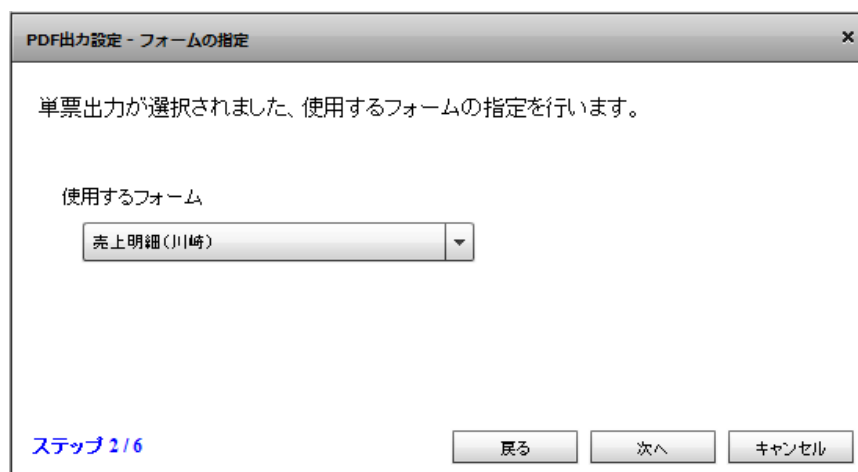 PDF出力設定 - フォームの指定
×
単票出力が選択されました、使用するフォームの指定を行います。
使用するフォーム
売上明細(川崎)
ステップ 2 / 6
戻る
次へ
キャンセル